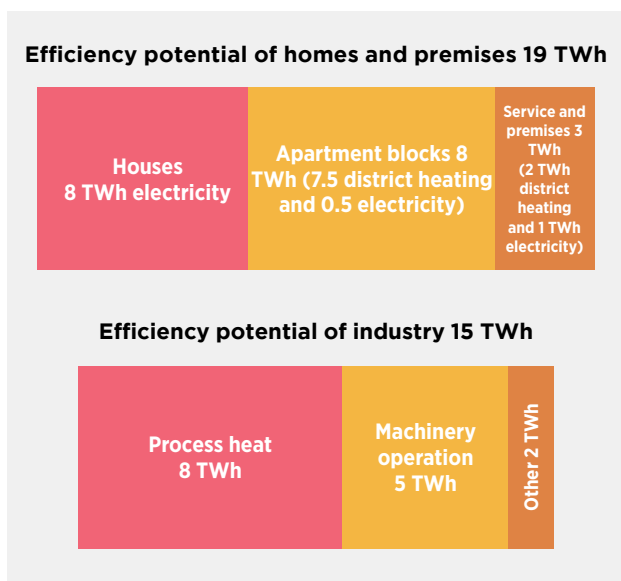 Efficiency potential of homes and premises 19 TWh
Houses
8 TWh electricity
Apartment blocks 8
TWh (7.5 district heating
and 0.5 electricity)
Service and
premises 3
TWh
(2 TWh
district
heating
and 1 TWh
electricity)
Efficiency potential of industry 15 TWh
Process heat
8 TWh
Machinery
operation
5 TWh
Other 2 TWh